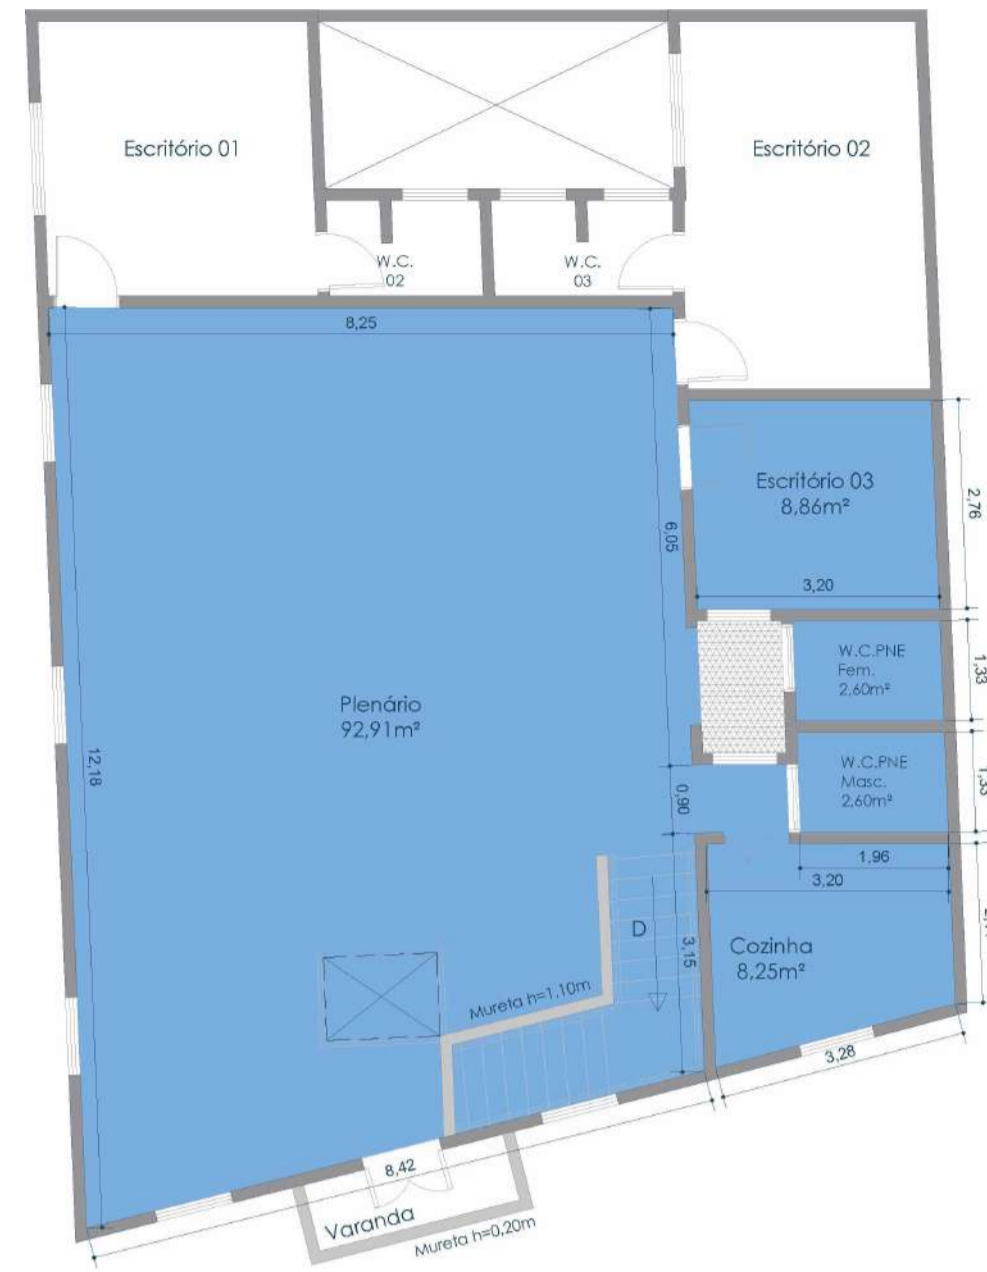 Escritório 01
Escritório 02
W.C.
02
W.C.
03
8,25
Escritório 03
8,86m²
2,76
6,05
3,20
W.C.PNE
Fem.
2,60m²
1,33
Plenário
92,91m²
12,18
W.C.PNE
Masc.
2,60m²
1,33
0,90
1,96
3,20
D
3,15
Cozinha
8,25m²
Mureta h=1,10m
3,28
8,42
Varanda
Mureta h=0,20m